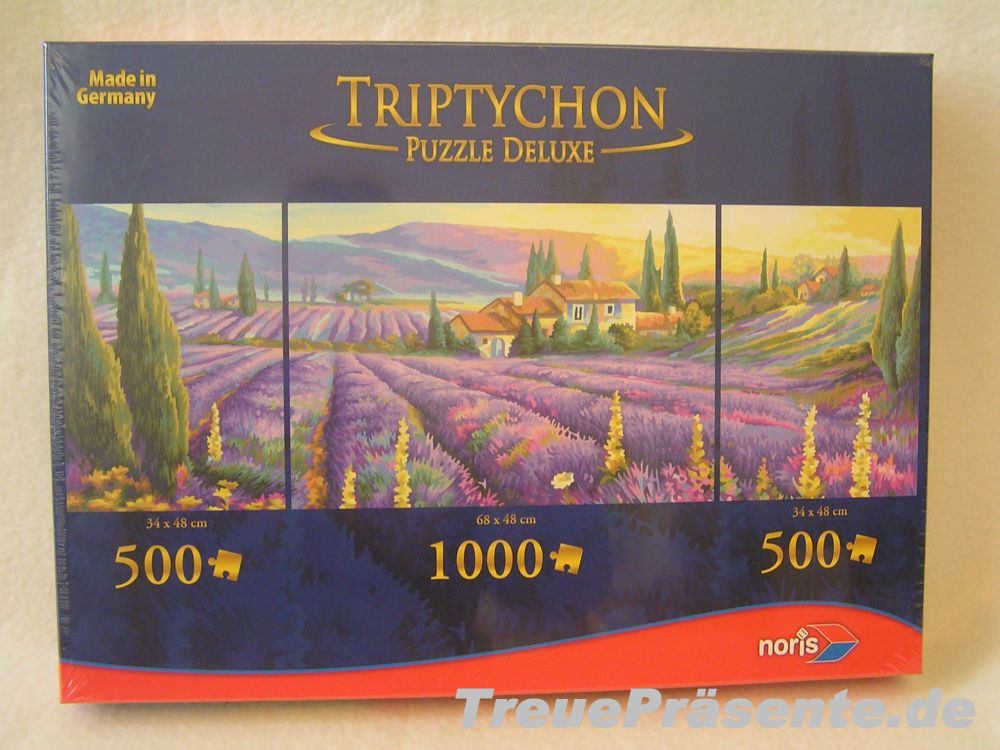 Made in
Germany
TRIPTYCHON
PUZZLE DELUXE
34 x 48 cm
68 x 48 cm
34 x 48 cm
500
1000
500
noris
TreuePräsente.de